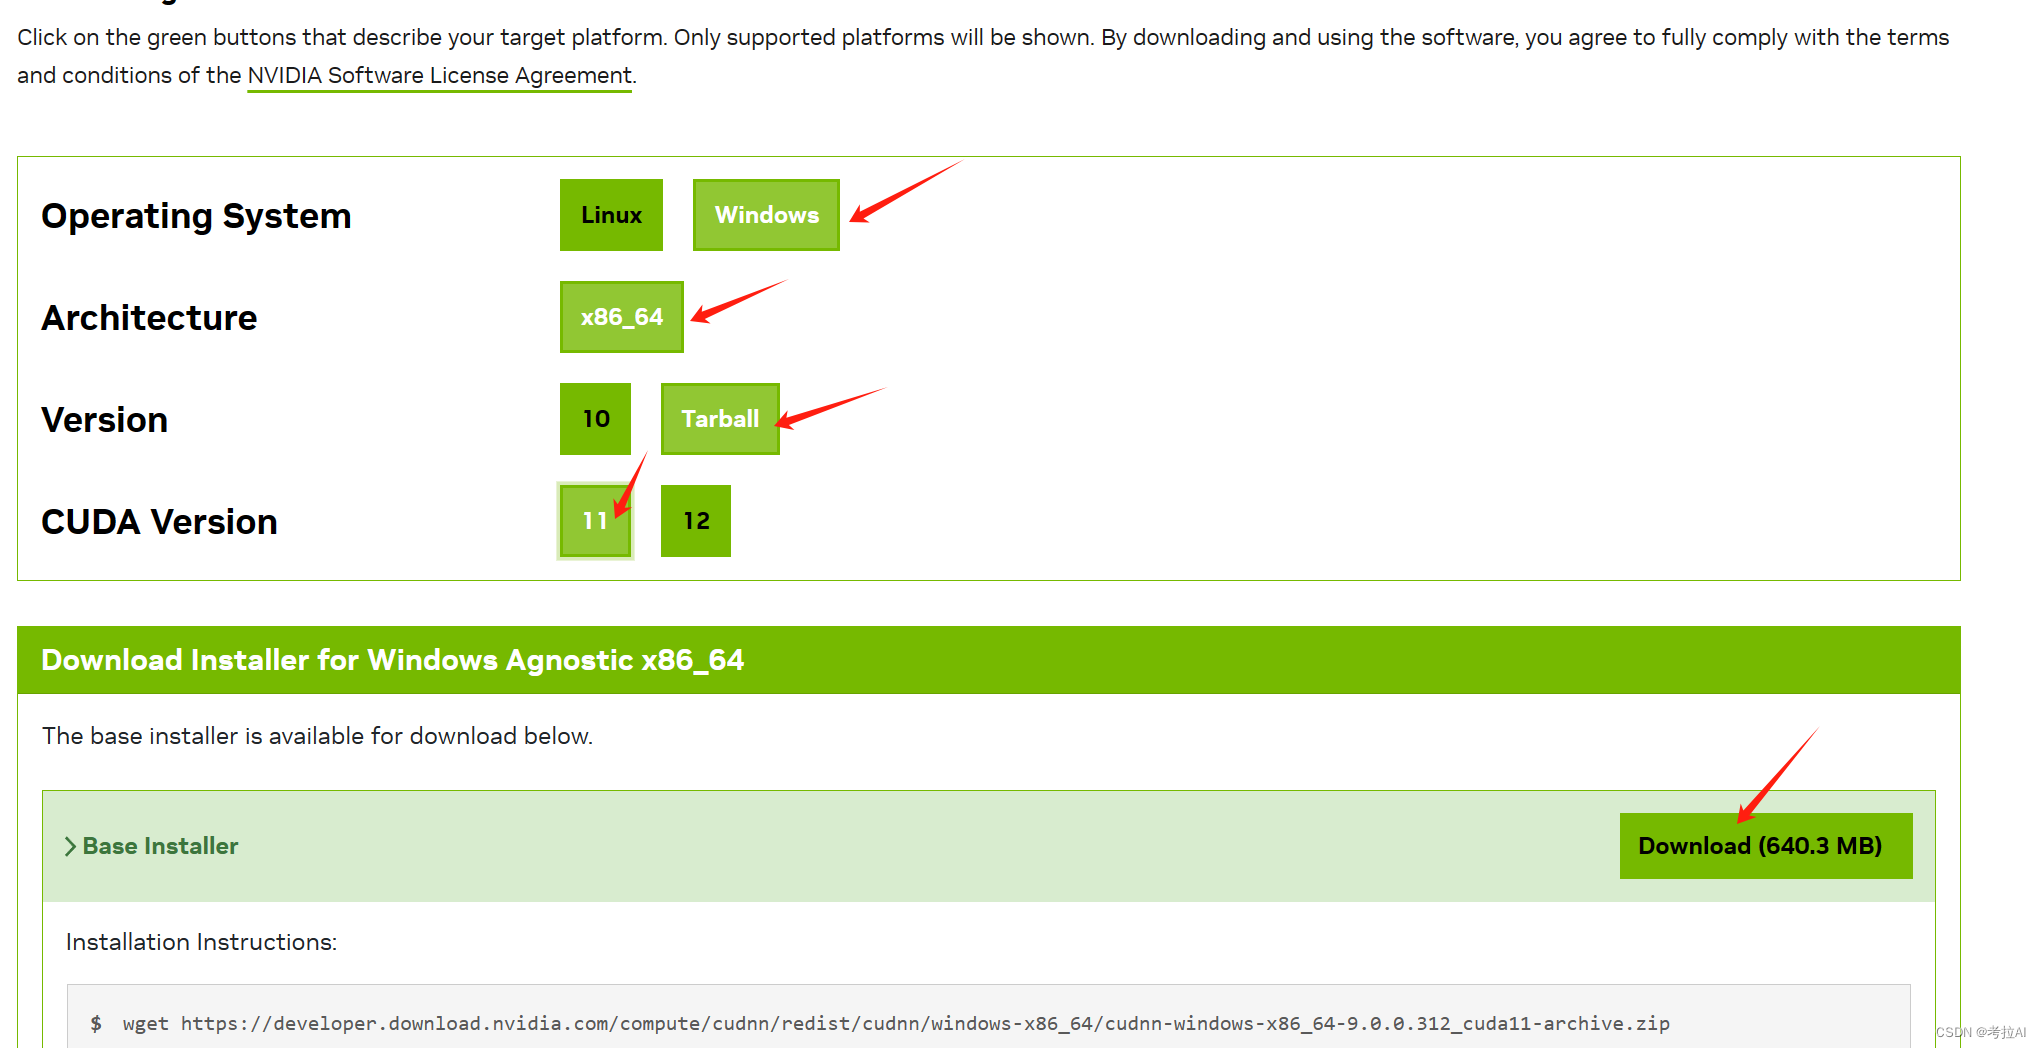 Click on the green buttons that describe your target platform. Only supported platforms will be shown. By downloading and using the software, you agree to fully comply with the terms
and conditions of the NVIDIA Software License Agreement.
Operating System
Linux
Windows
Architecture
x86_64
Version
10
Tarball
CUDA Version
11
12
Download Installer for Windows Agnostic x86_64
The base installer is available for download below.
Base Installer
Download (640.3 MB)
Installation Instructions:
$ wget https://developer.download.nvidia.com/compute/cudnn/redist/cudnn/windows-x86_64/cudnn-windows-x86_64-9.0.0.312_cuda11-archive.zip
CSDN @考拉AI